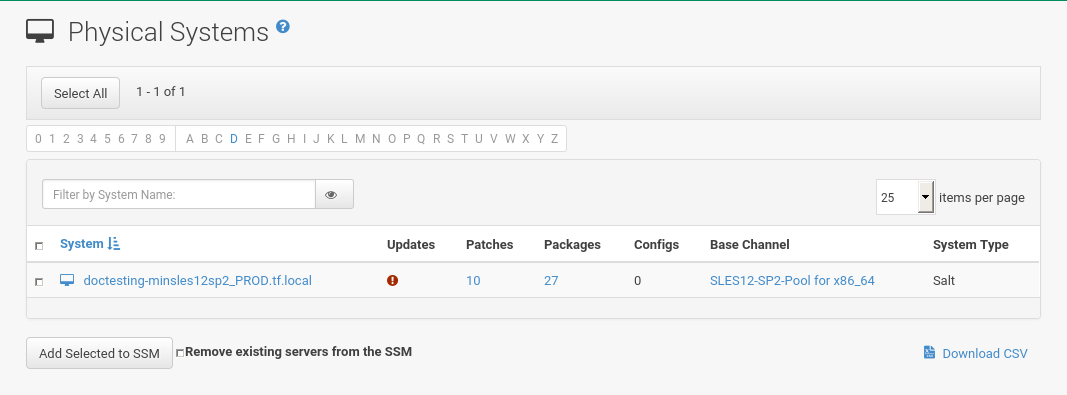 Physical Systems ?
Select All 1 - 1 of 1
0 1 2 3 4 5 6 7 8 9 A B C D E F G H I J K L M N O P Q R S T U V W X Y Z
Filter by System Name: 25 items per page
System Updates Patches Packages Configs Base Channel System Type
doctesting-minsles12sp2_PROD.tf.local 10 27 0 SLES12-SP2-Pool for x86_64 Salt
Add Selected to SSM Remove existing servers from the SSM Download CSV